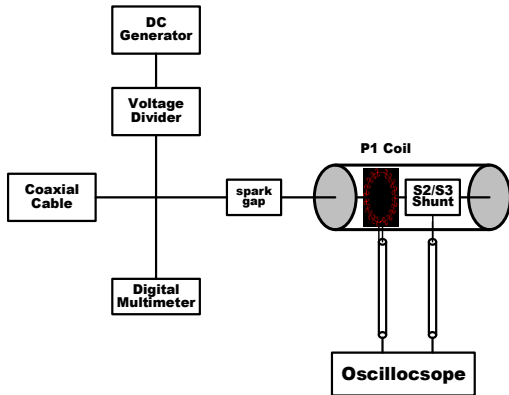 DC
Generator
Voltage
Divider
P1 Coil
Coaxial
Cable
spark
gap
S2/S3
Shunt
Digital
Multimeter
Oscillocsope